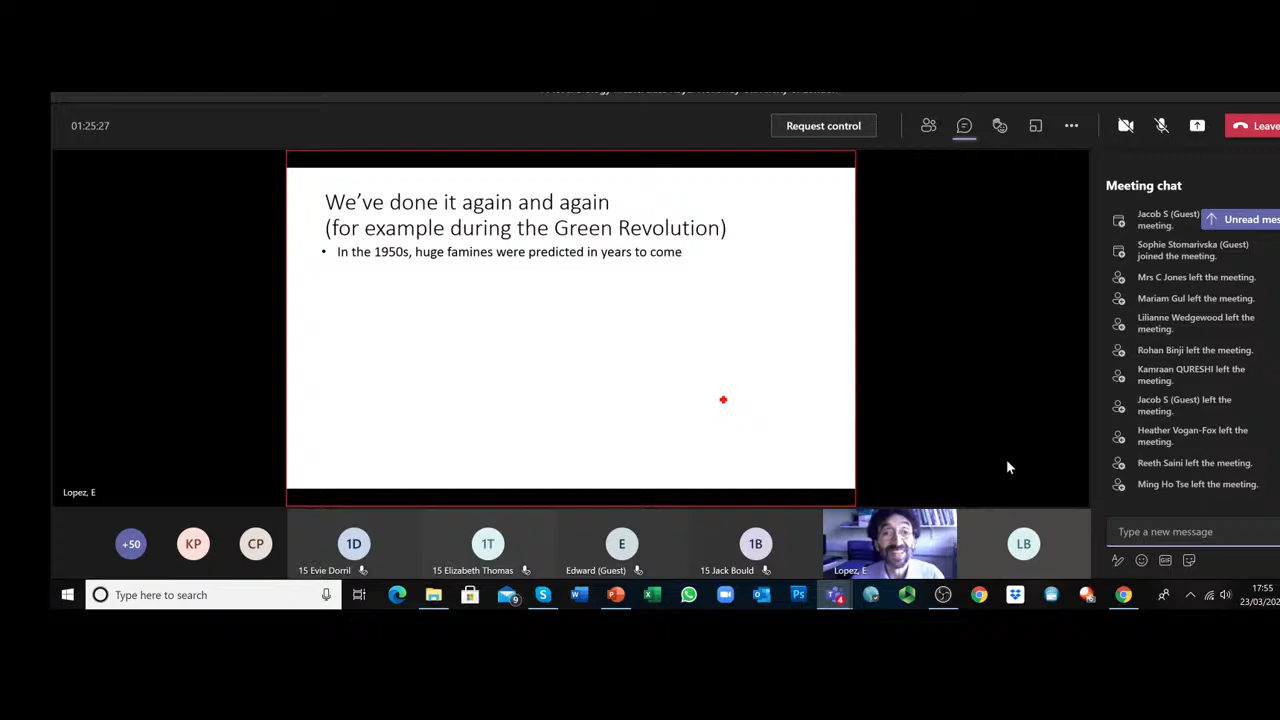 01:25:27
Request control
Leave
We've done it again and again
(for example during the Green Revolution)
• In the 1950s, huge famines were predicted in years to come
Lopez, E
Meeting chat
Jacob S (Guest)
meeting.
Unread mes
Sophie Stomarivska (Guest)
joined the meeting.
Mrs C Jones left the meeting.
Mariam Gul left the meeting.
Lilianne Wedgewood left the
meeting.
Rohan Binji left the meeting.
Kamraan QURESHI left the
meeting.
Jacob S (Guest) left the
meeting.
Heather Vogan-Fox left the
meeting.
Reeth Saini left the meeting.
Ming Ho Tse left the meeting.
Type a new message
GIF
+50
KP
CP
1D
15 Evie Dorril
1T
15 Elizabeth Thomas
E
Edward (Guest)
1B
15 Jack Bould
Lopez, E
LB
Type here to search
9
4
17:55
23/03/202